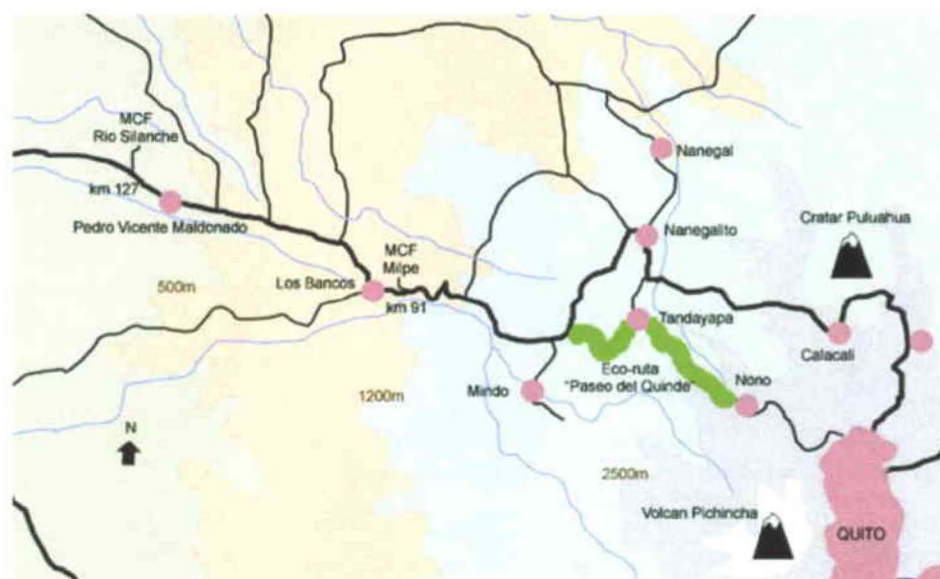 MCF
Rio Silanche
km 127
Pedro Vicente Maldonado
Nanegal
Nanegalito
Cratar Puluahua
MCF
Milpe
Los Bancos
km 91
500m
Tandayapa
Calacali
Eco-ruta
"Paseo del Quinde"
Mindo
Nono
1200m
N
2500m
Volcan Pichincha
QUITO